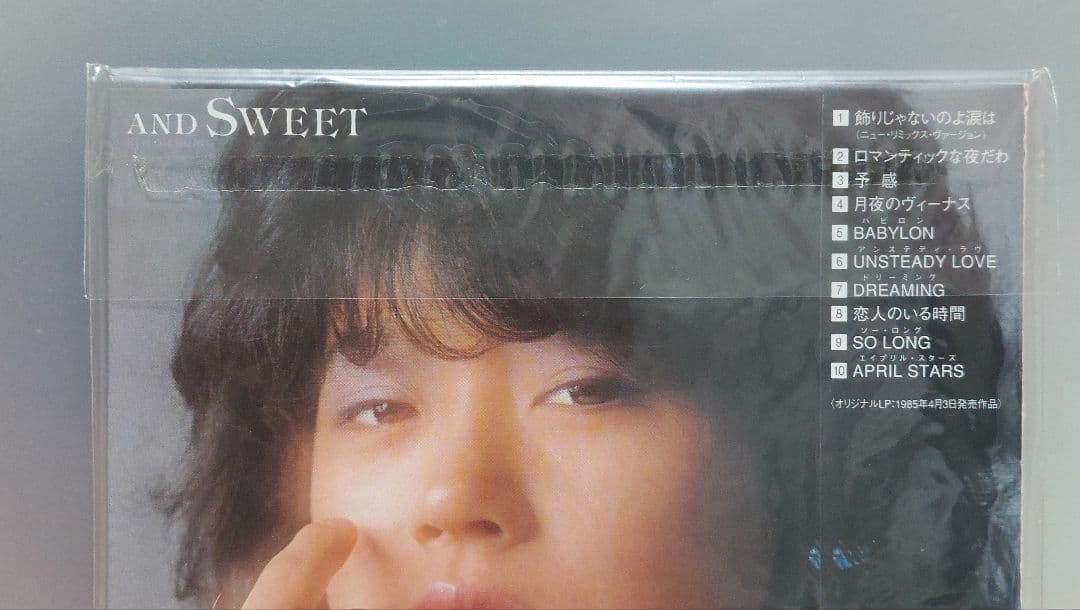 AND SWEET
1 飾りじゃないのよ涙は
（ニュー・リミックス・ヴァージョン）
2 ロマンティックな夜だわ
3 予 感
4 月夜のヴィーナス
バビロン
5 BABYLON
アンステディ・ラヴ
6 UNSTEADY LOVE
ドリーミング
7 DREAMING
8 恋人のいる時間
ソー・ロング
9 SO LONG
エイプリル・スターズ
10 APRIL STARS
〈オリジナルLP：1985年4月3日発売作品〉